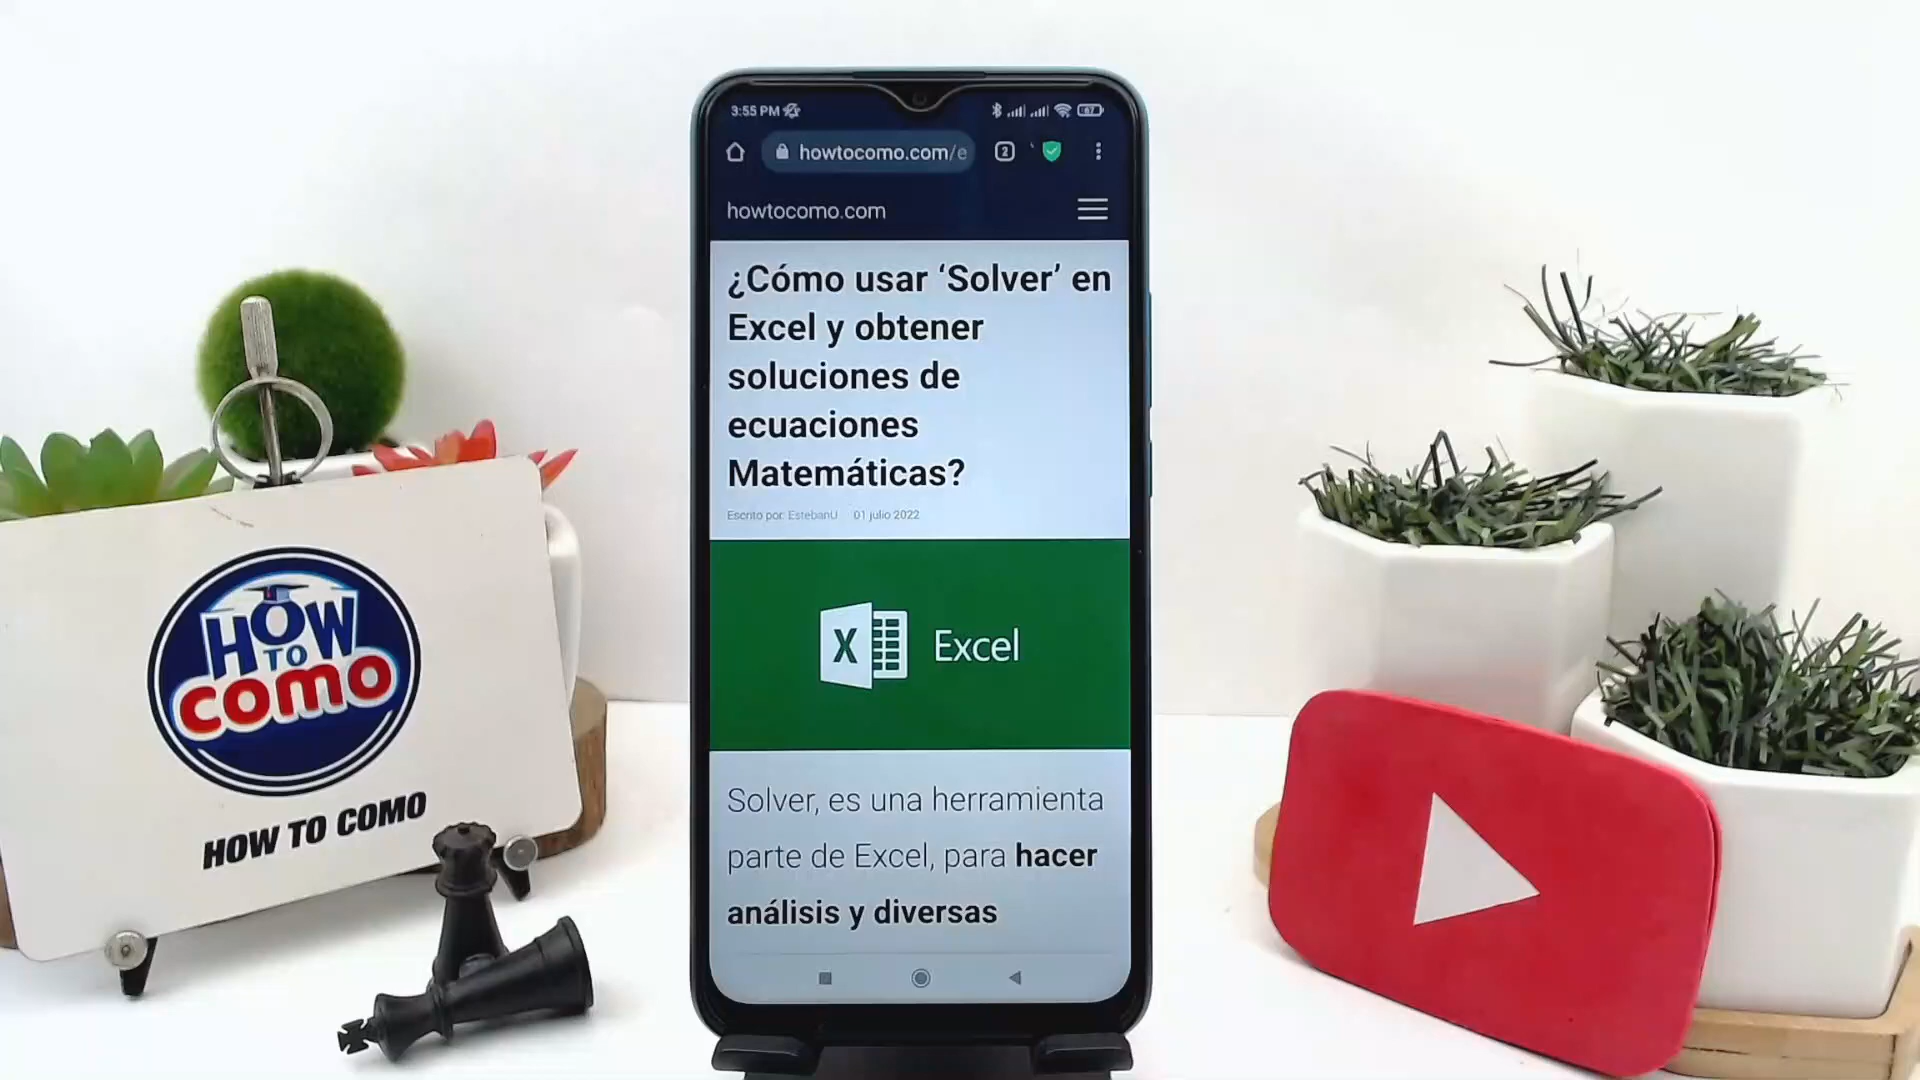 3:55 PM
67
howtocomo.com/e
2
howtocomo.com
¿Cómo usar ‘Solver’ en
Excel y obtener
soluciones de
ecuaciones
Matemáticas?
Escrito por: EstebanU 01 julio 2022
X Excel
Solver, es una herramienta
parte de Excel, para hacer
análisis y diversas
HOW
TO
como
HOW TO COMO